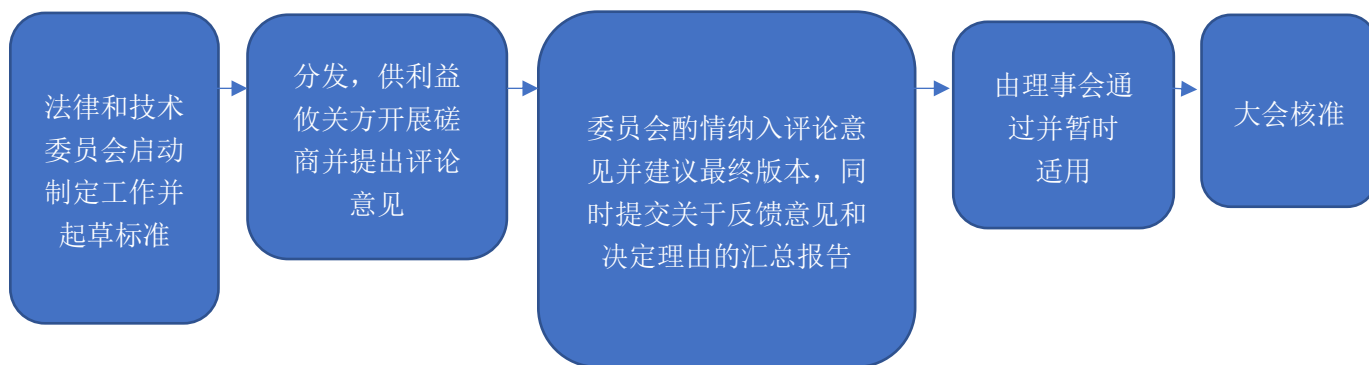 法律和技术
委员会启动
制定工作并
起草标准
分发，供利益
攸关方开展磋
商并提出评论
意见
委员会酌情纳入评论意
见并建议最终版本，同
时提交关于反馈意见和
决定理由的汇总报告
由理事会通
过并暂时
适用
大会核准